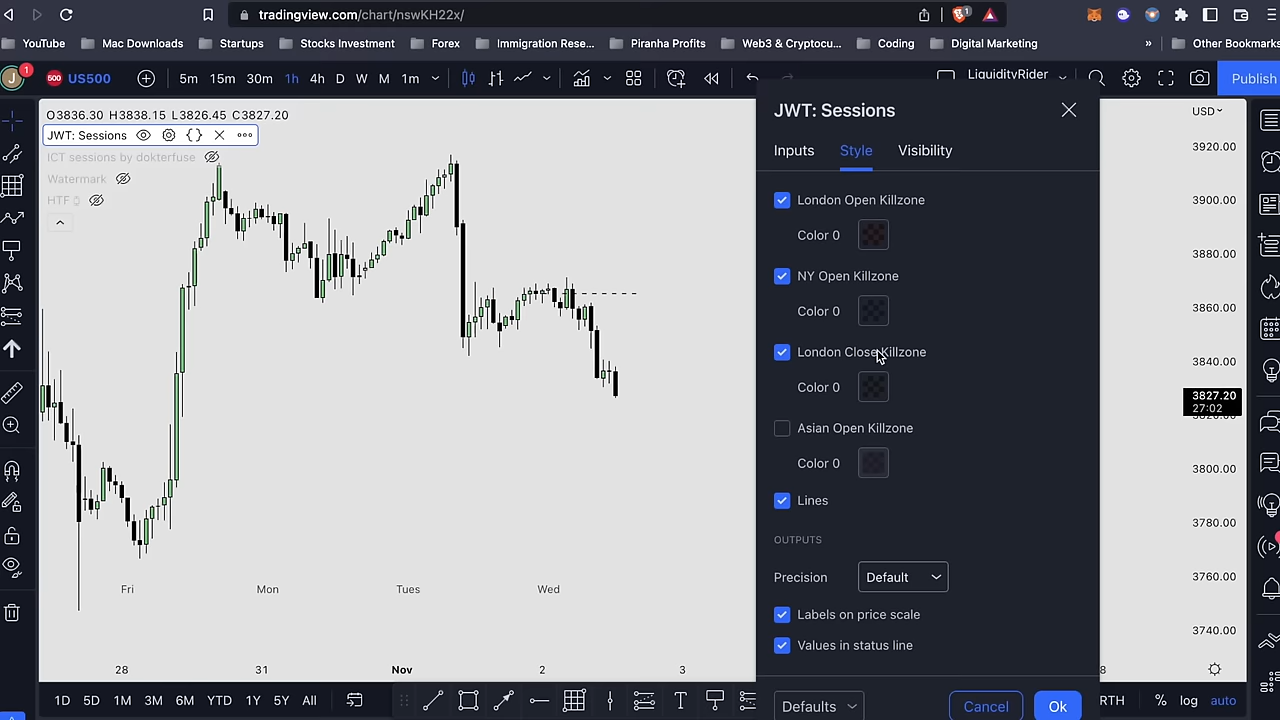 tradingview.com/chart/nswKH22x/
1
YouTube
Mac Downloads
Startups
Stocks Investment
Forex
Immigration Rese...
Piranha Profits
Web3 & Cryptocu...
Coding
Digital Marketing
»
Other Bookmarks
J
1
500
US500
5m
15m
30m
1h
4h
D
W
M
1m
LiquidityRider
Publish
O3836.30 H3838.15 L3826.45 C3827.20
JWT: Sessions
ICT sessions by dokterfuse
Watermark
HTF
JWT: Sessions
Inputs
Style
Visibility
London Open Killzone
Color 0
NY Open Killzone
Color 0
London Close Killzone
Color 0
Asian Open Killzone
Color 0
Lines
OUTPUTS
Precision
Default
Labels on price scale
Values in status line
Defaults
Cancel
Ok
USD
3920.00
3900.00
3880.00
3860.00
3840.00
3827.20
27:02
3800.00
3780.00
3760.00
3740.00
Fri
Mon
Tues
Wed
28
31
Nov
2
3
8
1D
5D
1M
3M
6M
YTD
1Y
5Y
All
RTH
%
log
auto